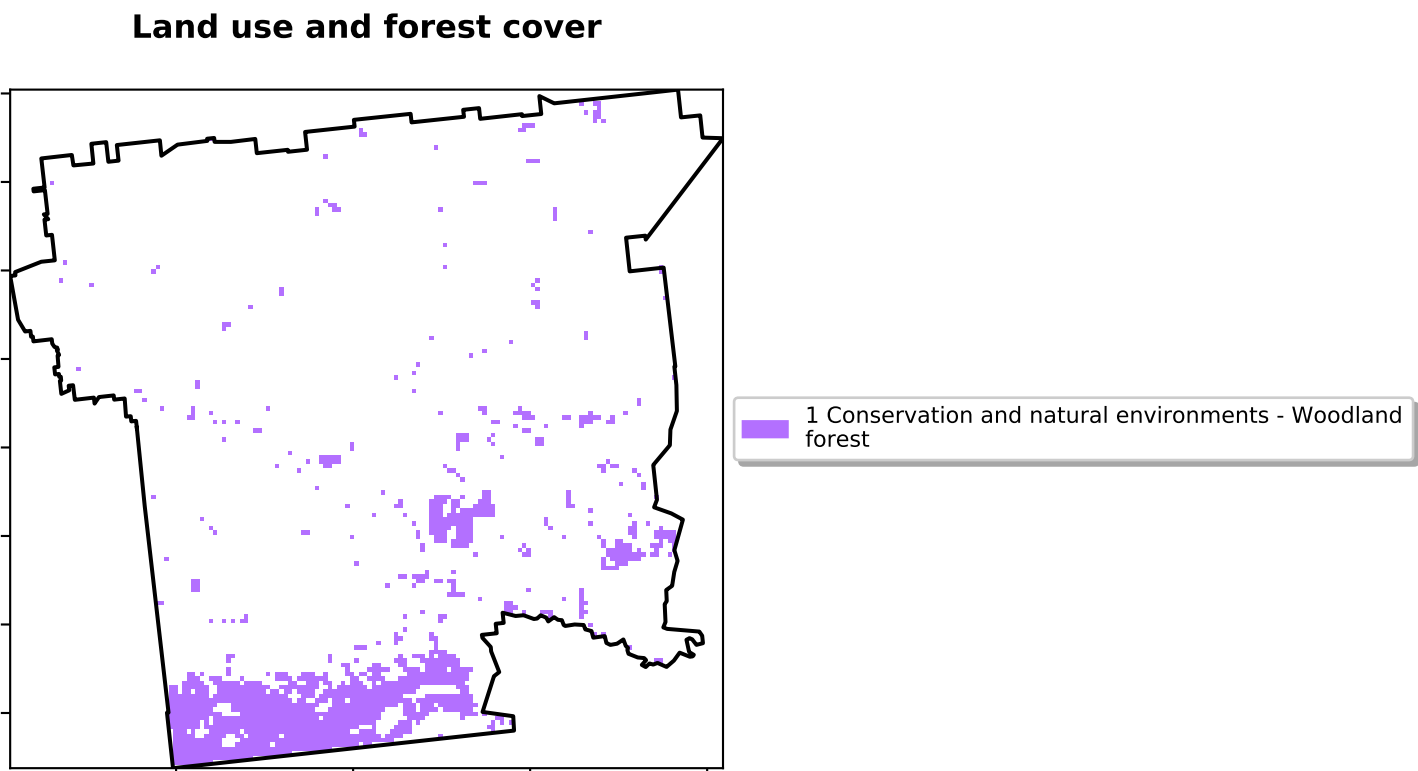 Land use and forest cover
1 Conservation and natural environments - Woodland
forest